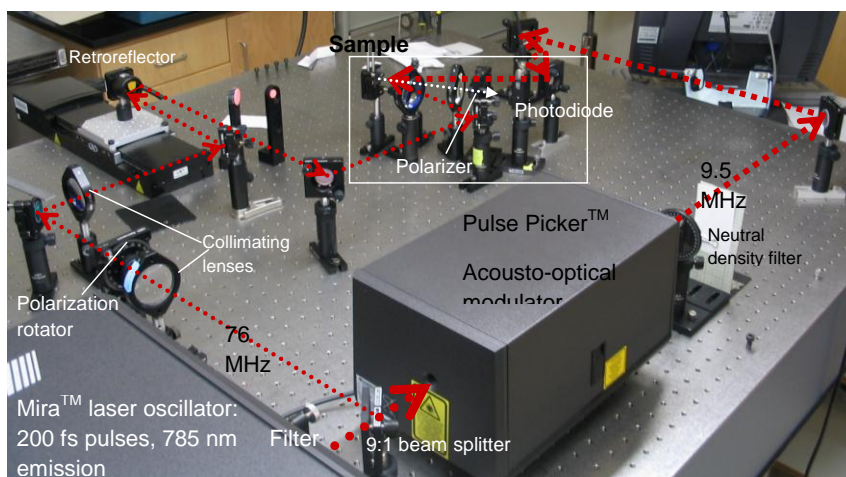 Retroreflector
Sample
Photodiode
Polarizer
9.5
MHz
Pulse Picker™
Neutral
density filter
Collimating
lenses
Acousto-optical
modulator
Polarization
rotator
76
MHz
Mira™ laser oscillator:
200 fs pulses, 785 nm
emission
Filter
9:1 beam splitter